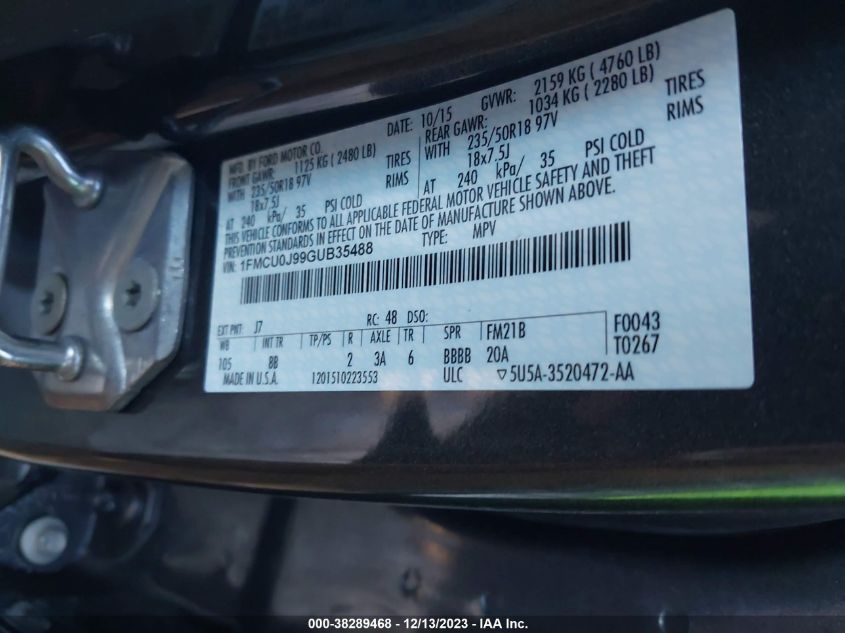 MFD. BY FORD MOTOR CO.
DATE: 10/15 GVWR: 2159 KG ( 4760 LB)
FRONT GAWR: 1125 KG ( 2480 LB) REAR GAWR: 1034 KG ( 2280 LB)
WITH 235/50R18 97V TIRES WITH 235/50R18 97V TIRES
18x7.5J RIMS 18x7.5J RIMS
AT 240 kPa/ 35 PSI COLD AT 240 kPa/ 35 PSI COLD
THIS VEHICLE CONFORMS TO ALL APPLICABLE FEDERAL MOTOR VEHICLE SAFETY AND THEFT
PREVENTION STANDARDS IN EFFECT ON THE DATE OF MANUFACTURE SHOWN ABOVE.
VIN: 1FMCU0J99GUB35488 TYPE: MPV
EXT PNT: J7 RC: 48 DSO:
WB INT TR TP/PS R AXLE TR SPR FM21B F0043
105 8B 2 3A 6 BBBB 20A T0267
MADE IN U.S.A. 1201510223553 ULC ▽5U5A-3520472-AA
000-38289468 - 12/13/2023 - IAA Inc.